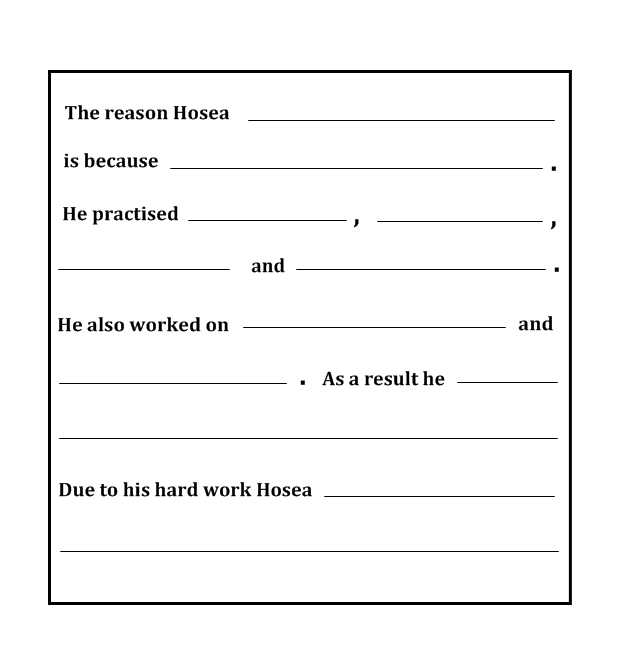 The reason Hosea
is because .
He practised , ,
and .
He also worked on and
. As a result he
Due to his hard work Hosea